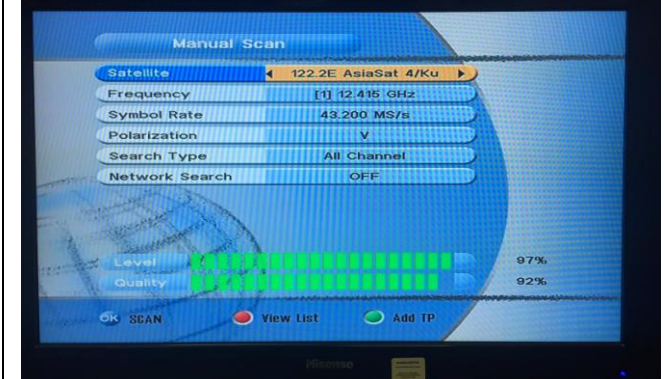 Manual Scan
Satellite 122.2E AsiaSat 4/Ku
Frequency [1] 12.415 GHz
Symbol Rate 43.200 MS/s
Polarization V
Search Type All Channel
Network Search OFF
Level 97%
Quality 92%
OK SCAN View List Add TP
Hisense